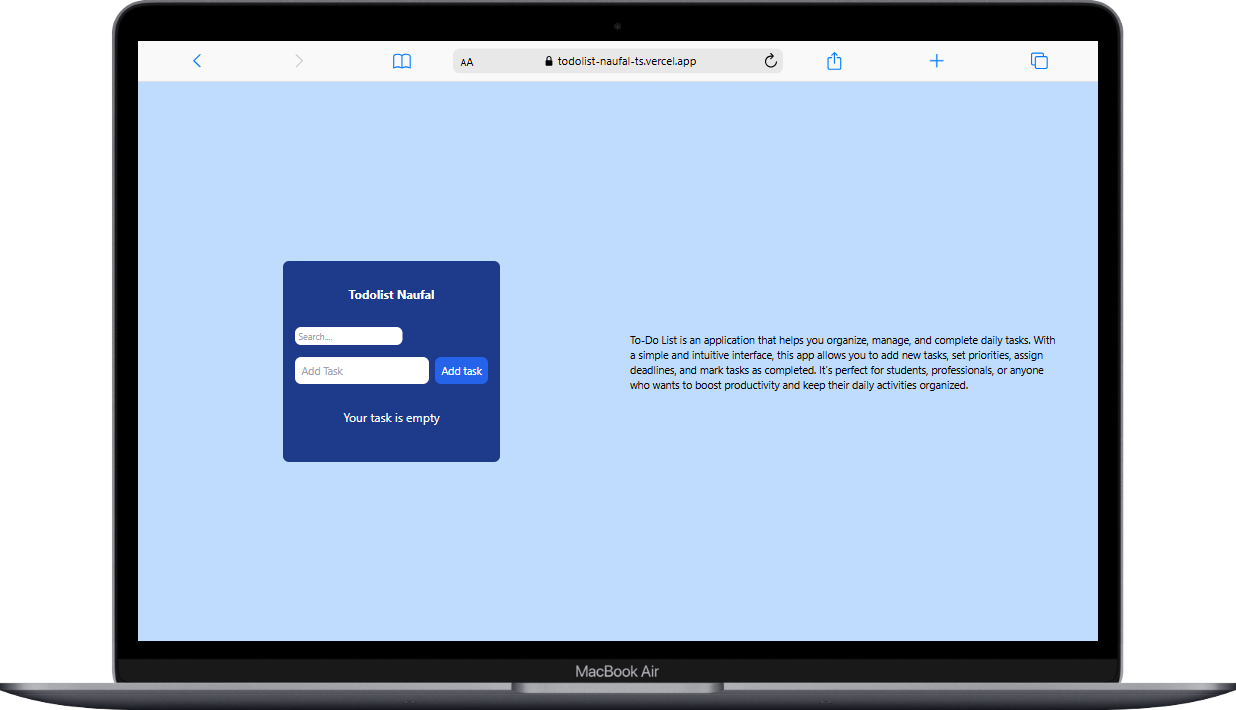 AA
todolist-naufal-ts.vercel.app
Todolist Naufal
Search....
Add Task
Add task
Your task is empty
To-Do List is an application that helps you organize, manage, and complete daily tasks. With
a simple and intuitive interface, this app allows you to add new tasks, set priorities, assign
deadlines, and mark tasks as completed. It's perfect for students, professionals, or anyone
who wants to boost productivity and keep their daily activities organized.
MacBook Air